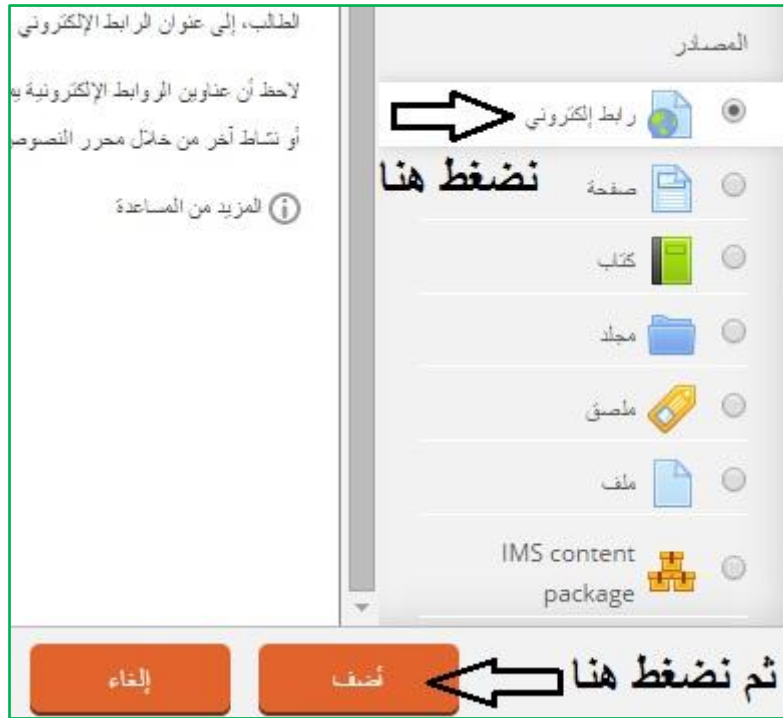 المصادر
رابط إلكتروني
نضغط هنا
صفحة
كتاب
مجلد
ملصق
ملف
IMS content
package
الطالب، إلى عنوان الرابط الإلكتروني
لاحظ أن عناوين الروابط الإلكترونية
أو نشاط آخر من خلال محرر النصوص
المزيد من المساعدة
ثم نضغط هنا
أضف
إلغاء